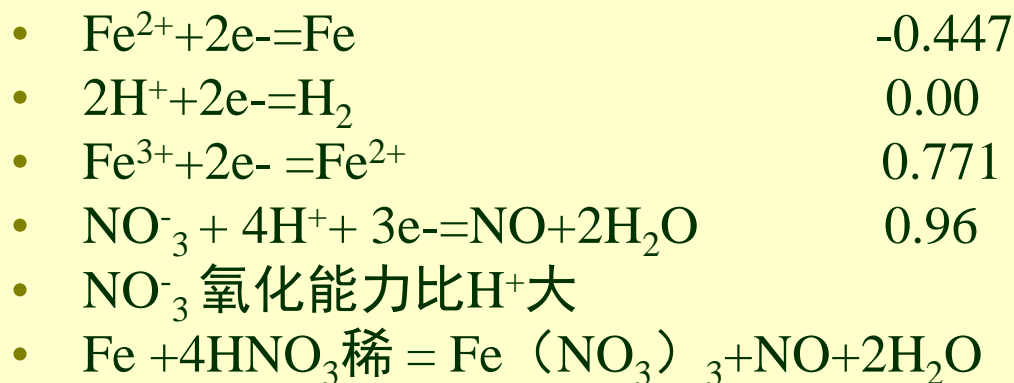 • Fe²⁺+2e-=Fe -0.447
• 2H⁺+2e-=H₂ 0.00
• Fe³⁺+2e- =Fe²⁺ 0.771
• NO⁻₃ + 4H⁺+ 3e-=NO+2H₂O 0.96
• NO⁻₃ 氧化能力比H⁺大
• Fe +4HNO₃稀 = Fe（NO₃）₃+NO+2H₂O